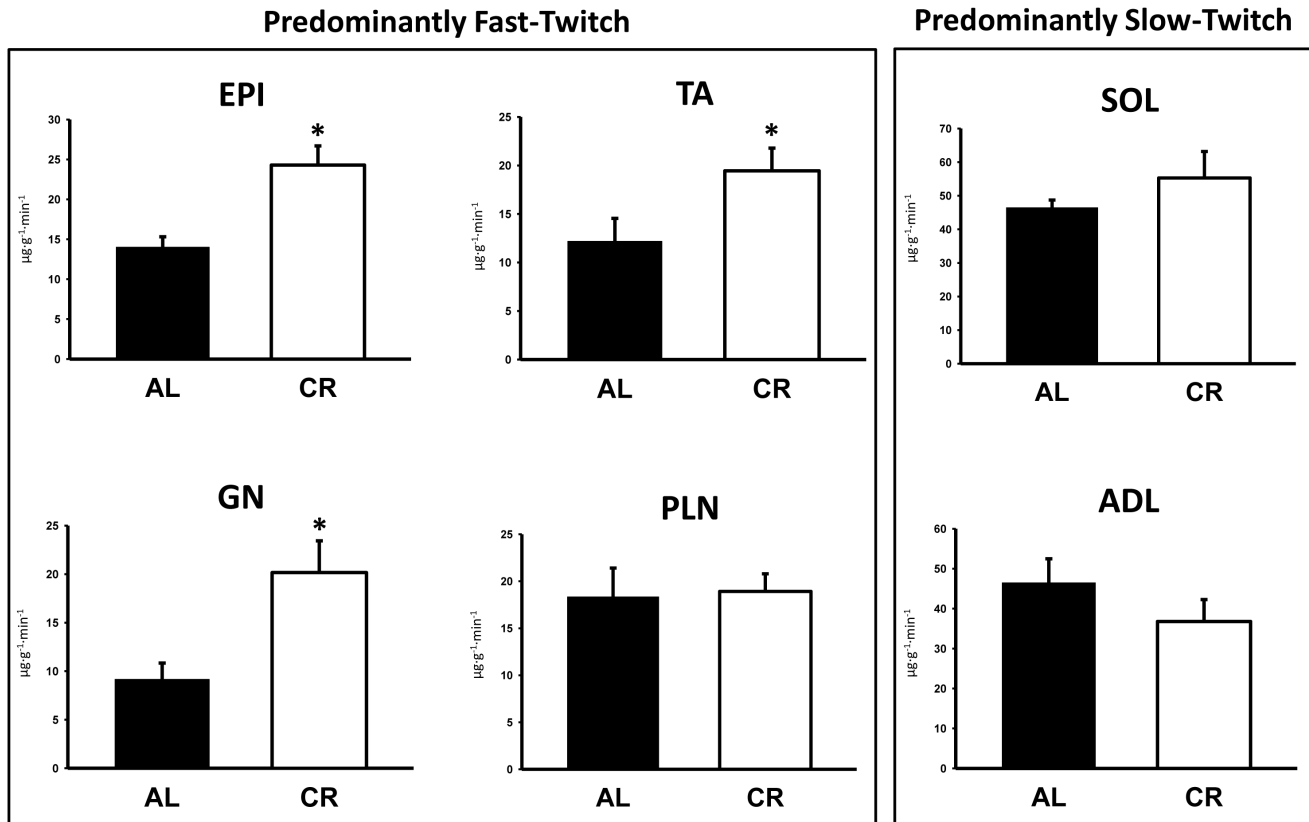 Predominantly Fast-Twitch
Predominantly Slow-Twitch
EPI
30
25
20
15
10
5
0
µg·g⁻¹·min⁻¹
*
AL
CR
TA
25
20
15
10
5
0
µg·g⁻¹·min⁻¹
*
AL
CR
SOL
70
60
50
40
30
20
10
0
µg·g⁻¹·min⁻¹
AL
CR
GN
25
20
15
10
5
0
µg·g⁻¹·min⁻¹
*
AL
CR
PLN
25
20
15
10
5
0
µg·g⁻¹·min⁻¹
AL
CR
ADL
60
50
40
30
20
10
0
µg·g⁻¹·min⁻¹
AL
CR